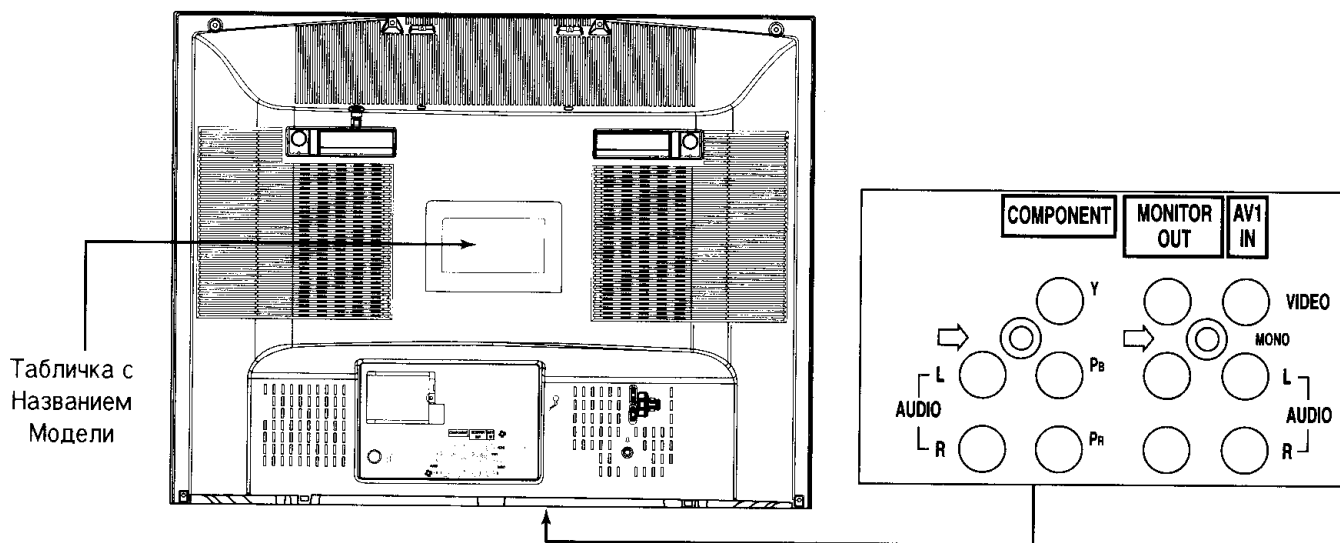 Табличка с
Названием
Модели
COMPONENT
MONITOR
OUT
AV1
IN
Y
VIDEO
MONO
L
PB
L
AUDIO
AUDIO
R
PR
R